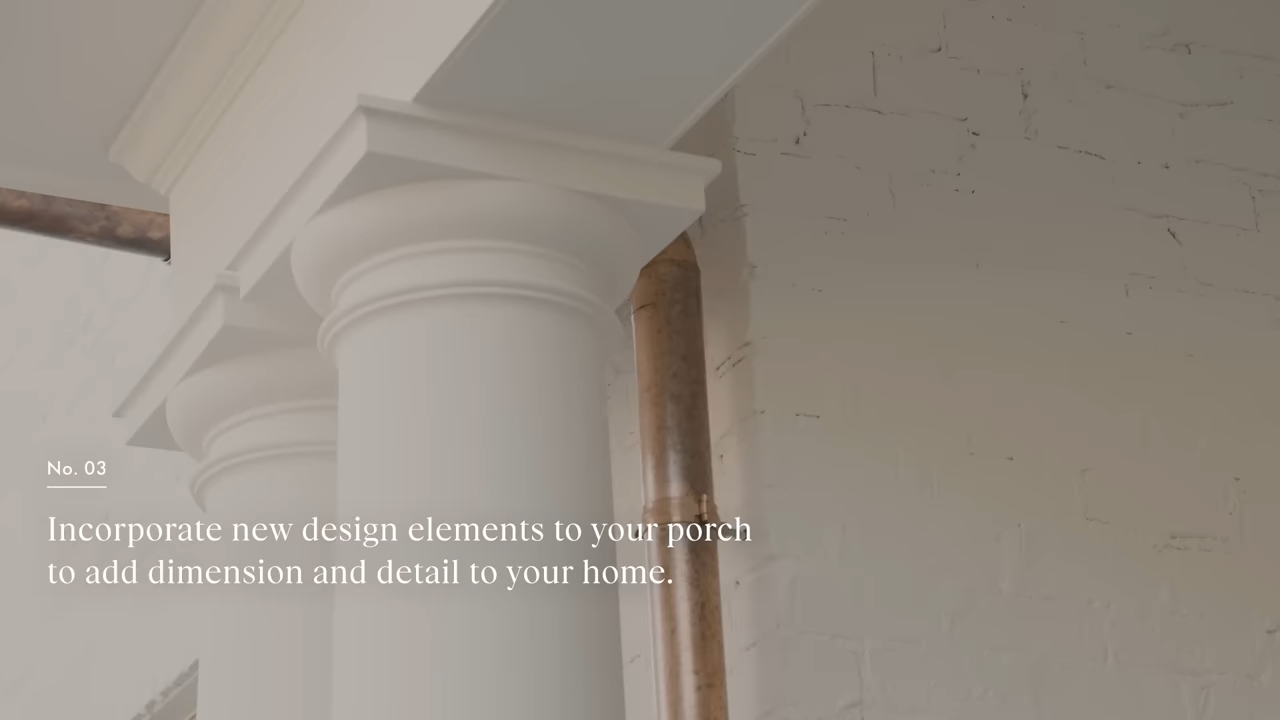 No. 03
Incorporate new design elements to your porch
to add dimension and detail to your home.